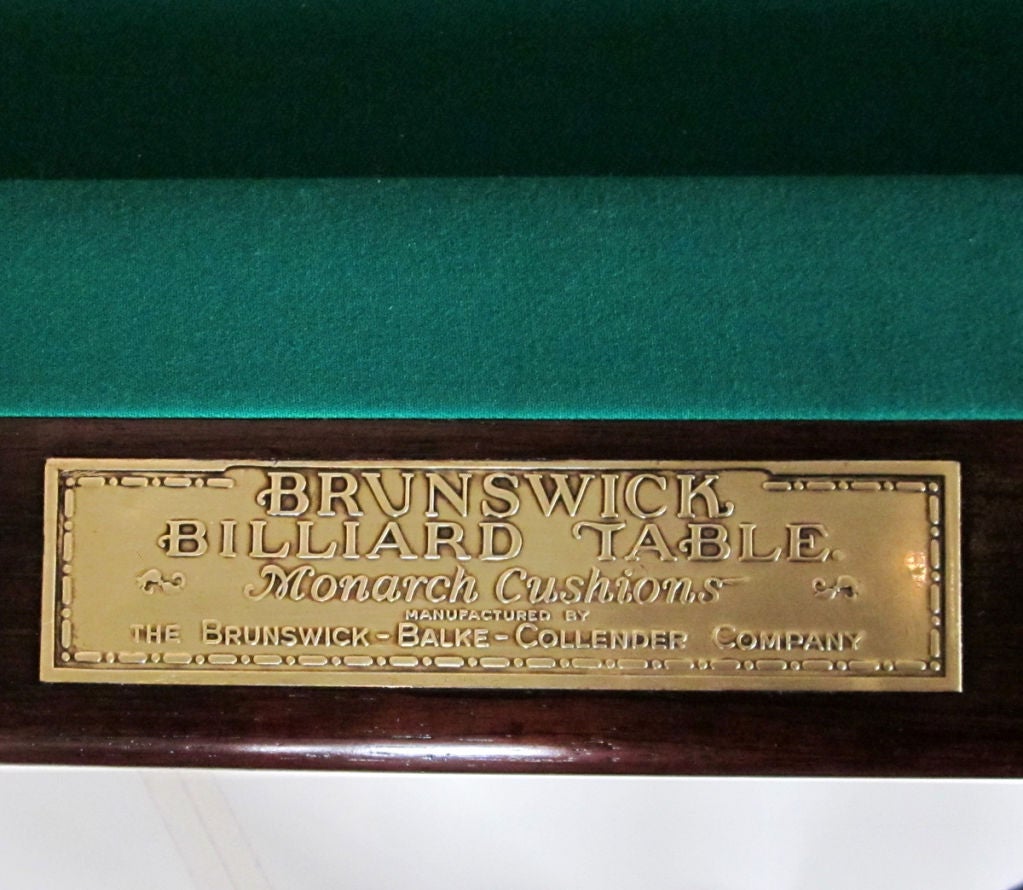 BRUNSWICK
BILLIARD TABLE.
Monarch Cushions
MANUFACTURED BY
THE BRUNSWICK-BALKE-COLLENDER COMPANY